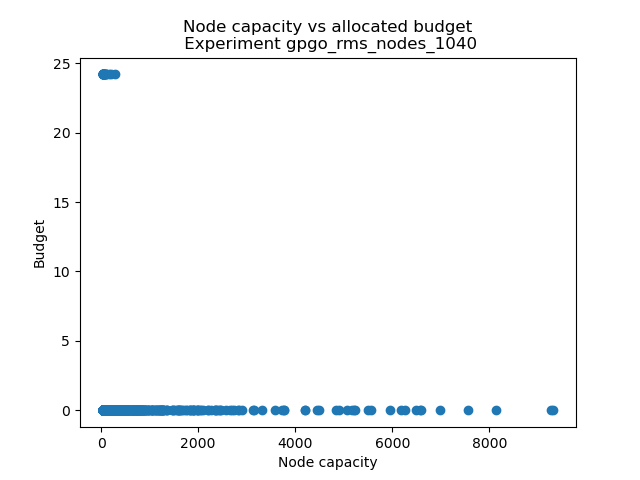 Node capacity vs allocated budget
Experiment gpgo_rms_nodes_1040
25
20
15
10
5
0
Budget
0 2000 4000 6000 8000
Node capacity